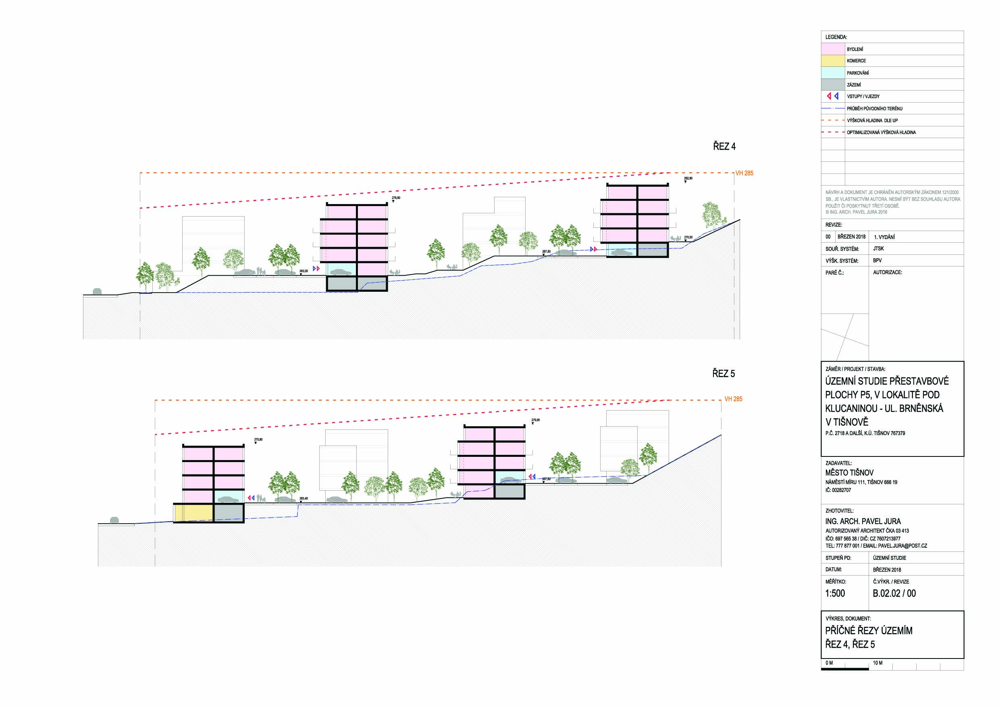 ŘEZ 4
VH 285
282,90
278,80
270,50
267,50
263,00
ŘEZ 5
VH 285
279,90
275,80
267,50
263,40
LEGENDA:
BYDLENÍ
KOMERCE
PARKOVÁNÍ
ZÁZEMÍ
VSTUPY / VJEZDY
PRŮBĚH PŮVODNÍHO TERÉNU
VÝŠKOVÁ HLADINA DLE UP
OPTIMALIZOVANÁ VÝŠKOVÁ HLADINA
NÁVRH A DOKUMENT JE CHRÁNĚN AUTORSKÝM ZÁKONEM 121/2000
SB., JE VLASTNICTVÍM AUTORA. NESMÍ BÝT BEZ SOUHLASU AUTORA
POUŽIT ČI POSKYTNUT TŘETÍ OSOBĚ.
© ING. ARCH. PAVEL JURA 2018
REVIZE:
00 BŘEZEN 2018 1. VYDÁNÍ
SOUŘ. SYSTÉM: JTSK
VÝŠK. SYSTÉM: BPV
PARÉ Č.: AUTORIZACE:
ZÁMĚR / PROJEKT / STAVBA:
ÚZEMNÍ STUDIE PŘESTAVBOVÉ
PLOCHY P5, V LOKALITĚ POD
KLUCANINOU - UL. BRNĚNSKÁ
V TIŠNOVĚ
P.Č. 2718 A DALŠÍ, K.Ú. TIŠNOV 767379
ZADAVATEL:
MĚSTO TIŠNOV
NÁMĚSTÍ MÍRU 111, TIŠNOV 666 19
IČ: 00282707
ZHOTOVITEL:
ING. ARCH. PAVEL JURA
AUTORIZOVANÝ ARCHITEKT ČKA 03 413
IČO: 697 565 38 / DIČ: CZ 7607213977
TEL: 777 877 001 / EMAIL: PAVEL.JURA@POST.CZ
STUPEŇ PD: ÚZEMNÍ STUDIE
DATUM: BŘEZEN 2018
MĚŘÍTKO: Č.VÝKR. / REVIZE
1:500 B.02.02 / 00
VÝKRES, DOKUMENT:
PŘÍČNÉ ŘEZY ÚZEMÍM
ŘEZ 4, ŘEZ 5
0 M 10 M